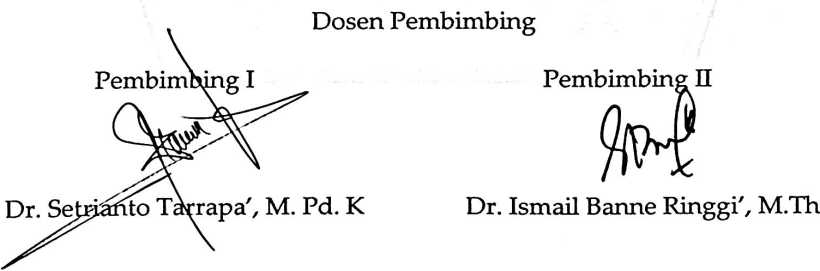 Dosen Pembimbing
Pembimbing I Pembimbing II
Dr. Setrianto Tarrapa', M. Pd. K Dr. Ismail Banne Ringgi', M.Th